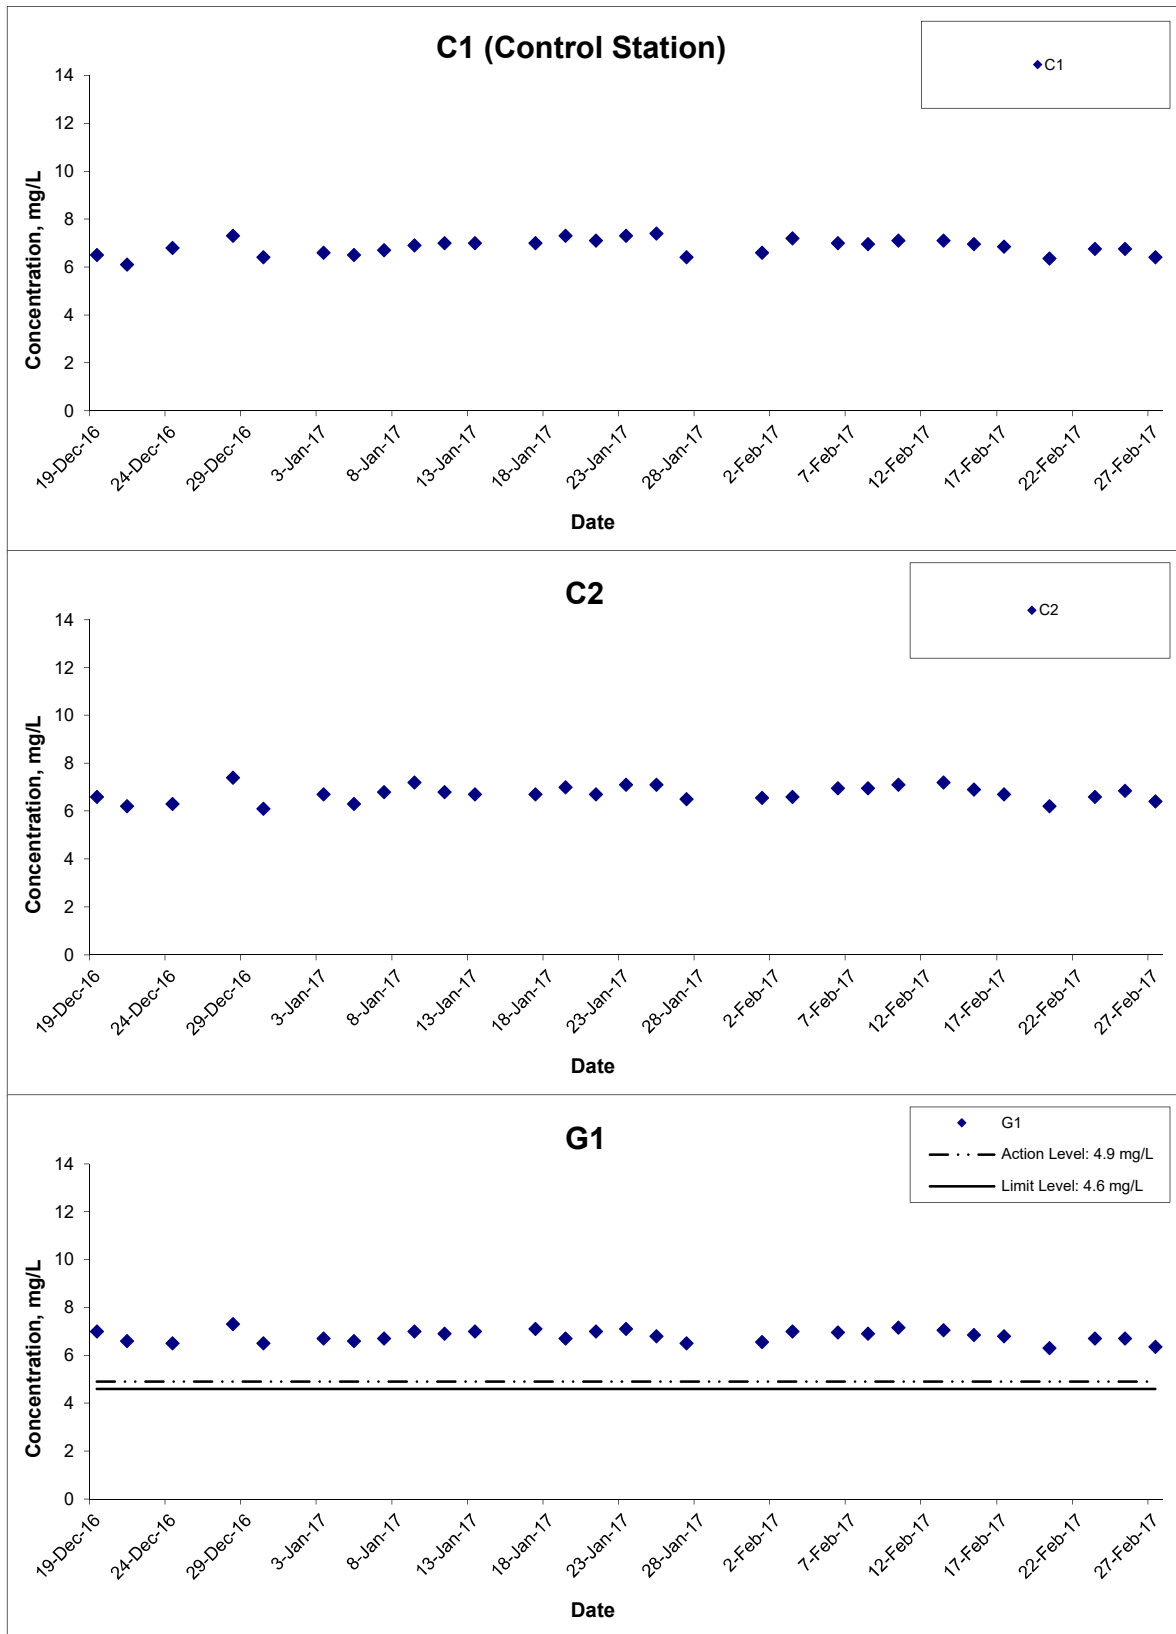 C1 (Control Station)
C1
14
12
10
8
6
4
2
0
Concentration, mg/L
19-Dec-16
24-Dec-16
29-Dec-16
3-Jan-17
8-Jan-17
13-Jan-17
18-Jan-17
23-Jan-17
28-Jan-17
2-Feb-17
7-Feb-17
12-Feb-17
17-Feb-17
22-Feb-17
27-Feb-17
Date
C2
C2
14
12
10
8
6
4
2
0
Concentration, mg/L
19-Dec-16
24-Dec-16
29-Dec-16
3-Jan-17
8-Jan-17
13-Jan-17
18-Jan-17
23-Jan-17
28-Jan-17
2-Feb-17
7-Feb-17
12-Feb-17
17-Feb-17
22-Feb-17
27-Feb-17
Date
G1
G1
Action Level: 4.9 mg/L
Limit Level: 4.6 mg/L
14
12
10
8
6
4
2
0
Concentration, mg/L
19-Dec-16
24-Dec-16
29-Dec-16
3-Jan-17
8-Jan-17
13-Jan-17
18-Jan-17
23-Jan-17
28-Jan-17
2-Feb-17
7-Feb-17
12-Feb-17
17-Feb-17
22-Feb-17
27-Feb-17
Date